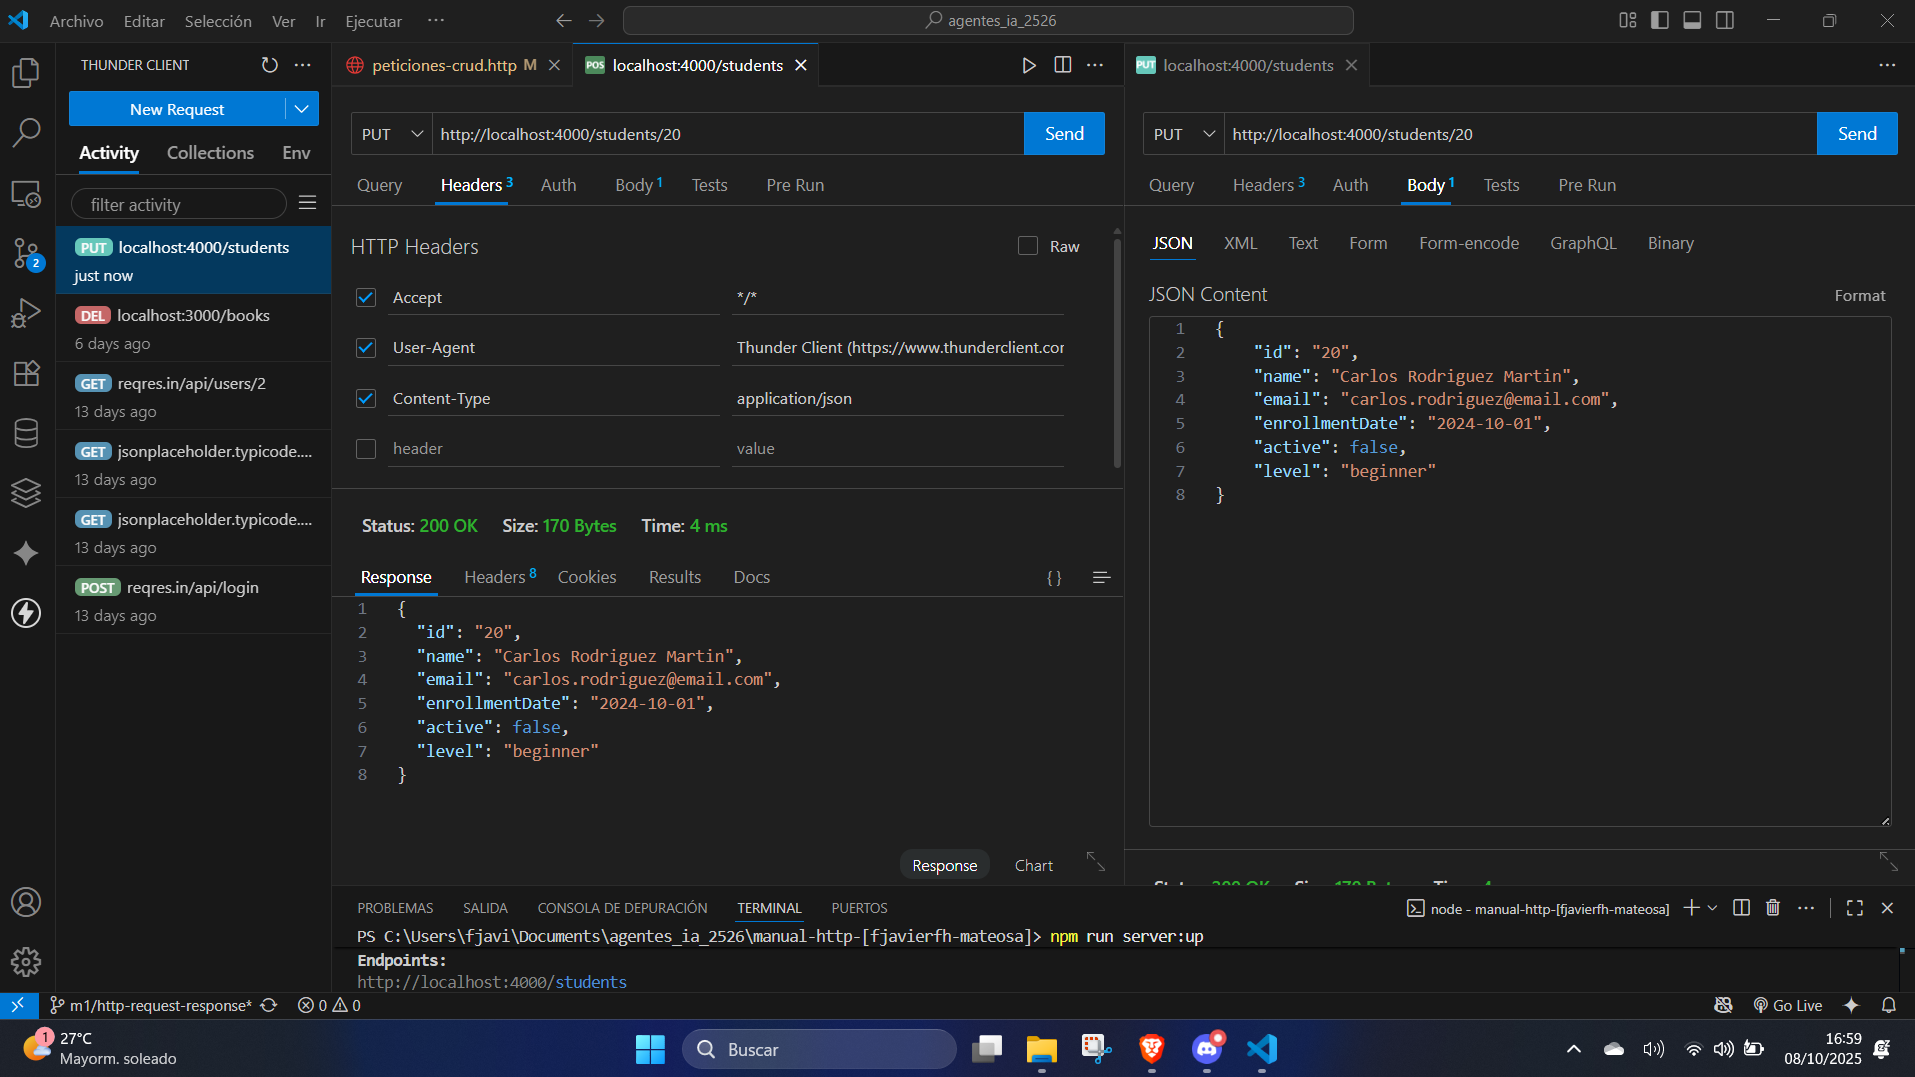 Archivo Editar Selección Ver Ir Ejecutar ···
agentes_ia_2526
THUNDER CLIENT
New Request
Activity Collections Env
filter activity
PUT localhost:4000/students
just now
DEL localhost:3000/books
6 days ago
GET reqres.in/api/users/2
13 days ago
GET jsonplaceholder.typicode....
13 days ago
GET jsonplaceholder.typicode....
13 days ago
POST reqres.in/api/login
13 days ago
2
peticiones-crud.http M
POS localhost:4000/students
PUT http://localhost:4000/students/20 Send
Query Headers 3 Auth Body 1 Tests Pre Run
HTTP Headers Raw
Accept */*
User-Agent Thunder Client (https://www.thunderclient.cor
Content-Type application/json
header value
Status: 200 OK Size: 170 Bytes Time: 4 ms
Response Headers 8 Cookies Results Docs {}
1 {
2 "id": "20",
3 "name": "Carlos Rodriguez Martin",
4 "email": "carlos.rodriguez@email.com",
5 "enrollmentDate": "2024-10-01",
6 "active": false,
7 "level": "beginner"
8 }
Response Chart
PUT localhost:4000/students
PUT http://localhost:4000/students/20 Send
Query Headers 3 Auth Body 1 Tests Pre Run
JSON XML Text Form Form-encode GraphQL Binary
JSON Content Format
1 {
2 "id": "20",
3 "name": "Carlos Rodriguez Martin",
4 "email": "carlos.rodriguez@email.com",
5 "enrollmentDate": "2024-10-01",
6 "active": false,
7 "level": "beginner"
8 }
PROBLEMAS SALIDA CONSOLA DE DEPURACIÓN TERMINAL PUERTOS
node - manual-http-[fjavierfh-mateosa]
PS C:\Users\fjavi\Documents\agentes_ia_2526\manual-http-[fjavierfh-mateosa]> npm run server:up
Endpoints:
http://localhost:4000/students
m1/http-request-response* 0 0
Go Live
1 27°C
Mayorm. soleado
Buscar
16:59
08/10/2025